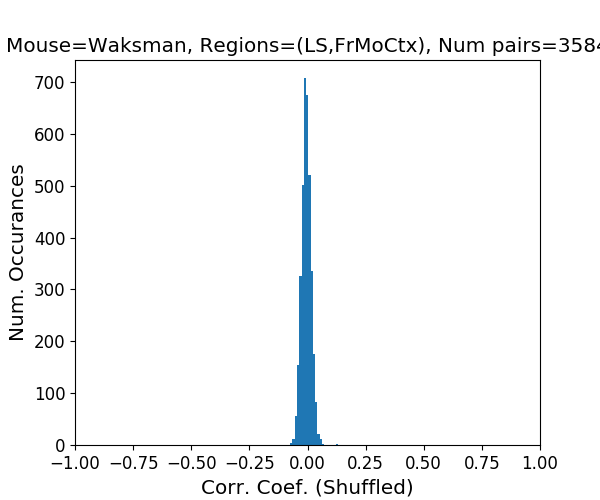 Mouse=Waksman, Regions=(LS,FrMoCtx), Num pairs=3584
700
600
500
400
300
200
100
0
Num. Occurances
−1.00 −0.75 −0.50 −0.25 0.00 0.25 0.50 0.75 1.00
Corr. Coef. (Shuffled)